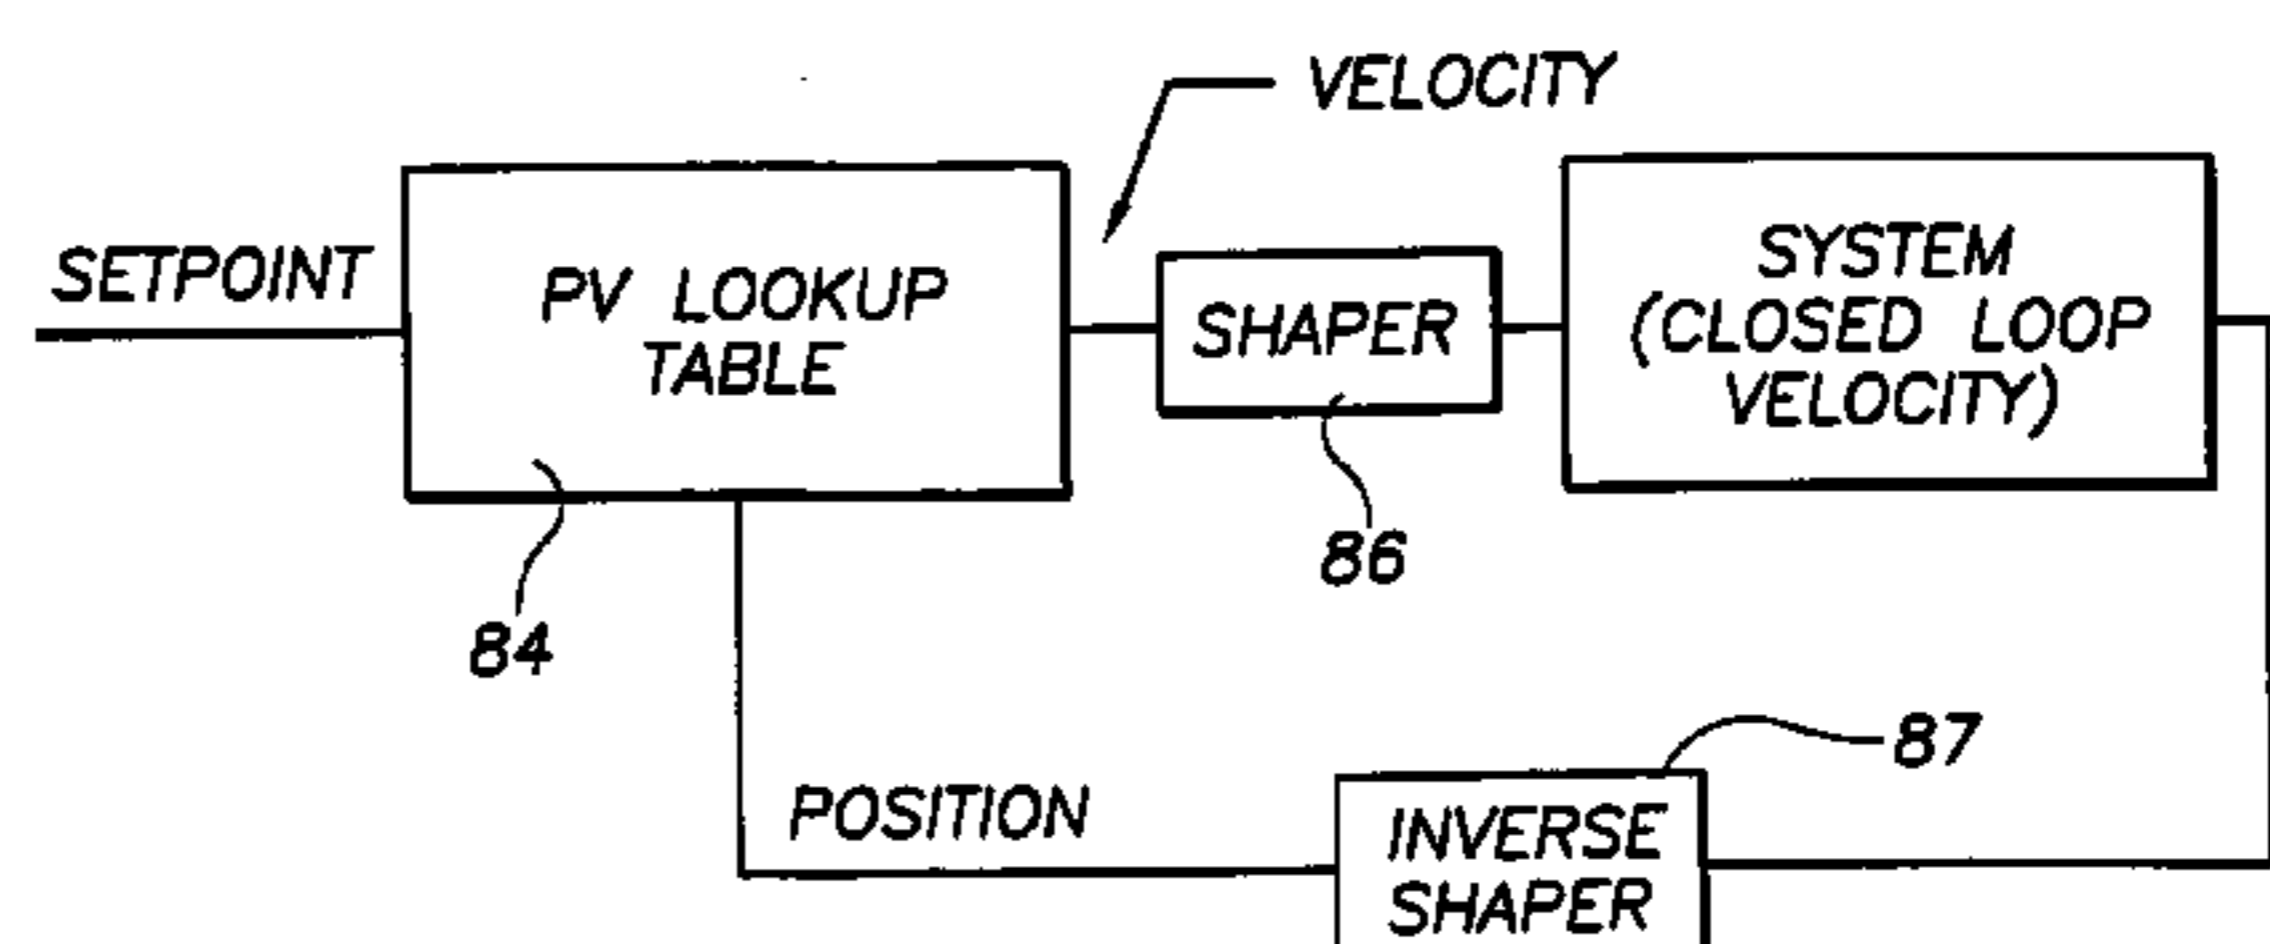 VELOCITY
SETPOINT
PV LOOKUP
TABLE
SHAPER
SYSTEM
(CLOSED LOOP
VELOCITY)
86
84
87
POSITION
INVERSE
SHAPER